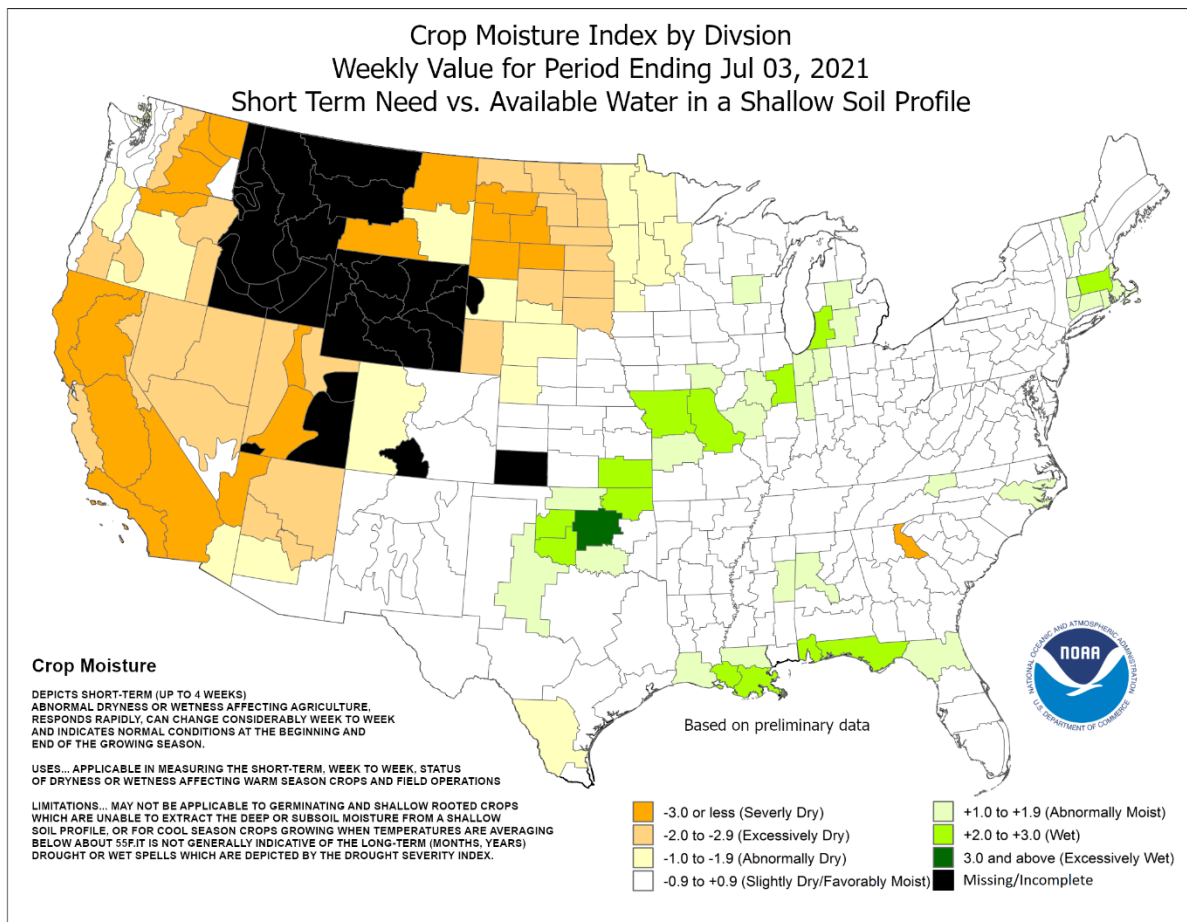 Crop Moisture Index by Divsion
Weekly Value for Period Ending Jul 03, 2021
Short Term Need vs. Available Water in a Shallow Soil Profile
Crop Moisture
DEPICTS SHORT-TERM (UP TO 4 WEEKS)
ABNORMAL DRYNESS OR WETNESS AFFECTING AGRICULTURE,
RESPONDS RAPIDLY, CAN CHANGE CONSIDERABLY WEEK TO WEEK
AND INDICATES NORMAL CONDITIONS AT THE BEGINNING AND
END OF THE GROWING SEASON.
USES... APPLICABLE IN MEASURING THE SHORT-TERM, WEEK TO WEEK, STATUS
OF DRYNESS OR WETNESS AFFECTING WARM SEASON CROPS AND FIELD OPERATIONS
LIMITATIONS... MAY NOT BE APPLICABLE TO GERMINATING AND SHALLOW ROOTED CROPS
WHICH ARE UNABLE TO EXTRACT THE DEEP OR SUBSOIL MOISTURE FROM A SHALLOW
SOIL PROFILE, OR FOR COOL SEASON CROPS GROWING WHEN TEMPERATURES ARE AVERAGING
BELOW ABOUT 55F.IT IS NOT GENERALLY INDICATIVE OF THE LONG-TERM (MONTHS, YEARS)
DROUGHT OR WET SPELLS WHICH ARE DEPICTED BY THE DROUGHT SEVERITY INDEX.
NATIONAL OCEANIC AND ATMOSPHERIC ADMINISTRATION
NOAA
U.S. DEPARTMENT OF COMMERCE
Based on preliminary data
-3.0 or less (Severly Dry)
-2.0 to -2.9 (Excessively Dry)
-1.0 to -1.9 (Abnormally Dry)
-0.9 to +0.9 (Slightly Dry/Favorably Moist)
+1.0 to +1.9 (Abnormally Moist)
+2.0 to +3.0 (Wet)
3.0 and above (Excessively Wet)
Missing/Incomplete